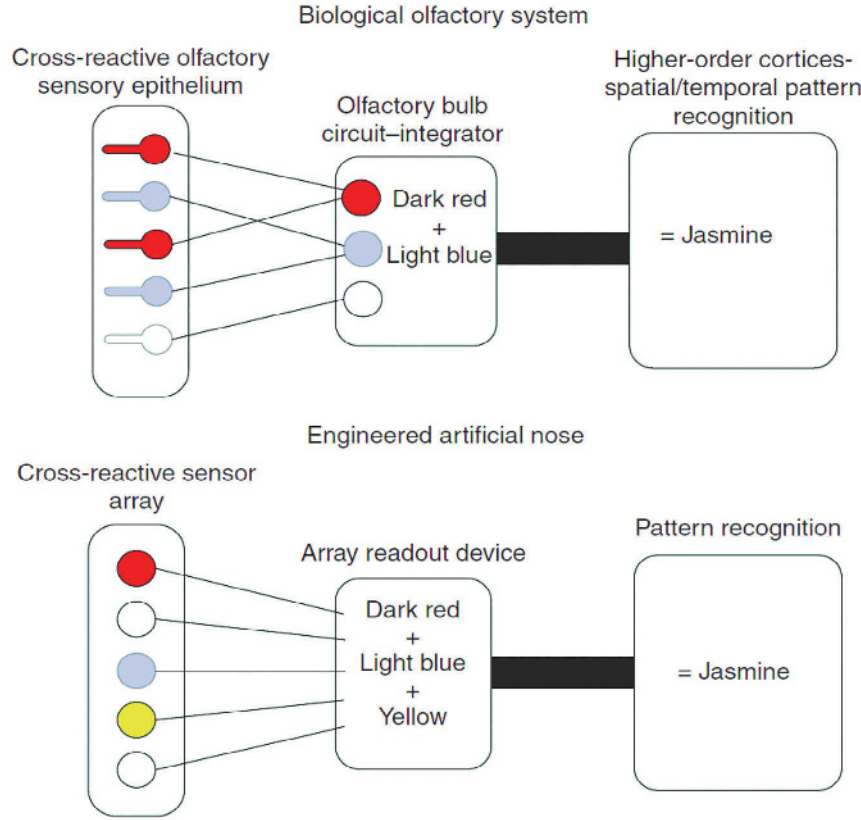 Biological olfactory system
Cross-reactive olfactory
sensory epithelium
Olfactory bulb
circuit–integrator
Higher-order cortices-
spatial/temporal pattern
recognition
Dark red
+
Light blue
= Jasmine
Engineered artificial nose
Cross-reactive sensor
array
Array readout device
Pattern recognition
Dark red
+
Light blue
+
Yellow
= Jasmine